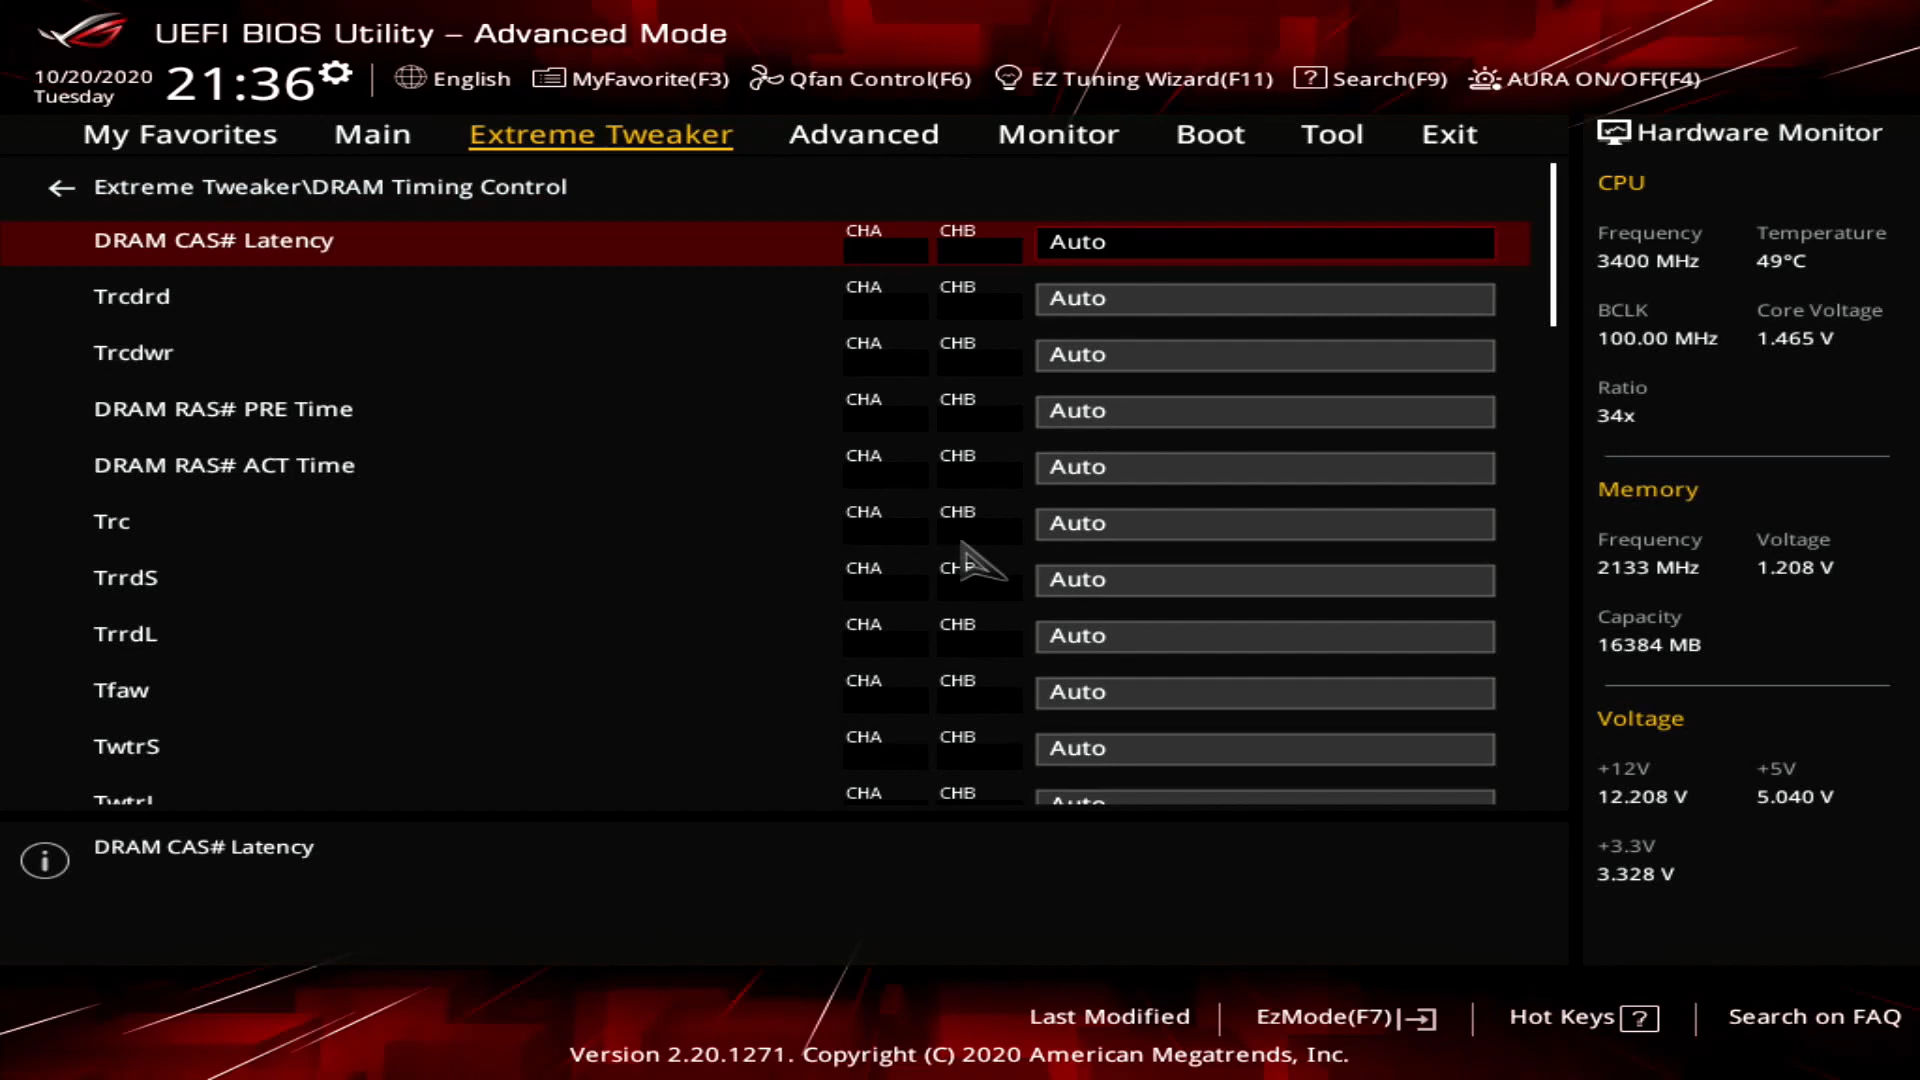 UEFI BIOS Utility – Advanced Mode
10/20/2020
Tuesday
21:36
English
MyFavorite(F3)
Qfan Control(F6)
EZ Tuning Wizard(F11)
? Search(F9)
AURA ON/OFF(F4)
My Favorites
Main
Extreme Tweaker
Advanced
Monitor
Boot
Tool
Exit
Extreme Tweaker\DRAM Timing Control
DRAM CAS# Latency CHA CHB Auto
Trcdrd CHA CHB Auto
Trcdwr CHA CHB Auto
DRAM RAS# PRE Time CHA CHB Auto
DRAM RAS# ACT Time CHA CHB Auto
Trc CHA CHB Auto
TrrdS CHA CHB Auto
TrrdL CHA CHB Auto
Tfaw CHA CHB Auto
TwtrS CHA CHB Auto
TwtrL CHA CHB Auto
DRAM CAS# Latency
Hardware Monitor
CPU
Frequency Temperature
3400 MHz 49°C
BCLK Core Voltage
100.00 MHz 1.465 V
Ratio
34x
Memory
Frequency Voltage
2133 MHz 1.208 V
Capacity
16384 MB
Voltage
+12V +5V
12.208 V 5.040 V
+3.3V
3.328 V
Last Modified
EzMode(F7)
Hot Keys ?
Search on FAQ
Version 2.20.1271. Copyright (C) 2020 American Megatrends, Inc.